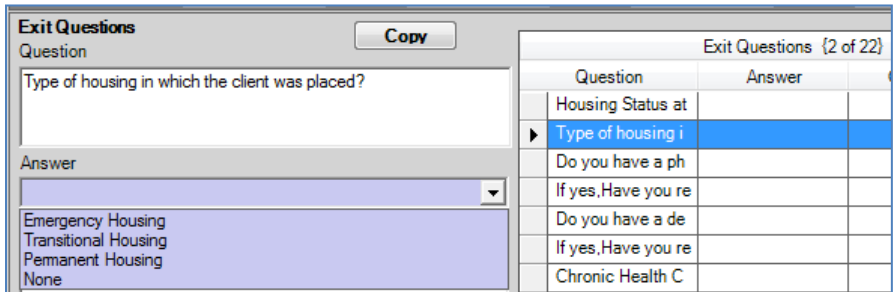 Exit Questions
Copy
Question
Type of housing in which the client was placed?
Answer
Emergency Housing
Transitional Housing
Permanent Housing
None
Exit Questions {2 of 22}
Question Answer
Housing Status at
Type of housing i
Do you have a ph
If yes,Have you re
Do you have a de
If yes,Have you re
Chronic Health C